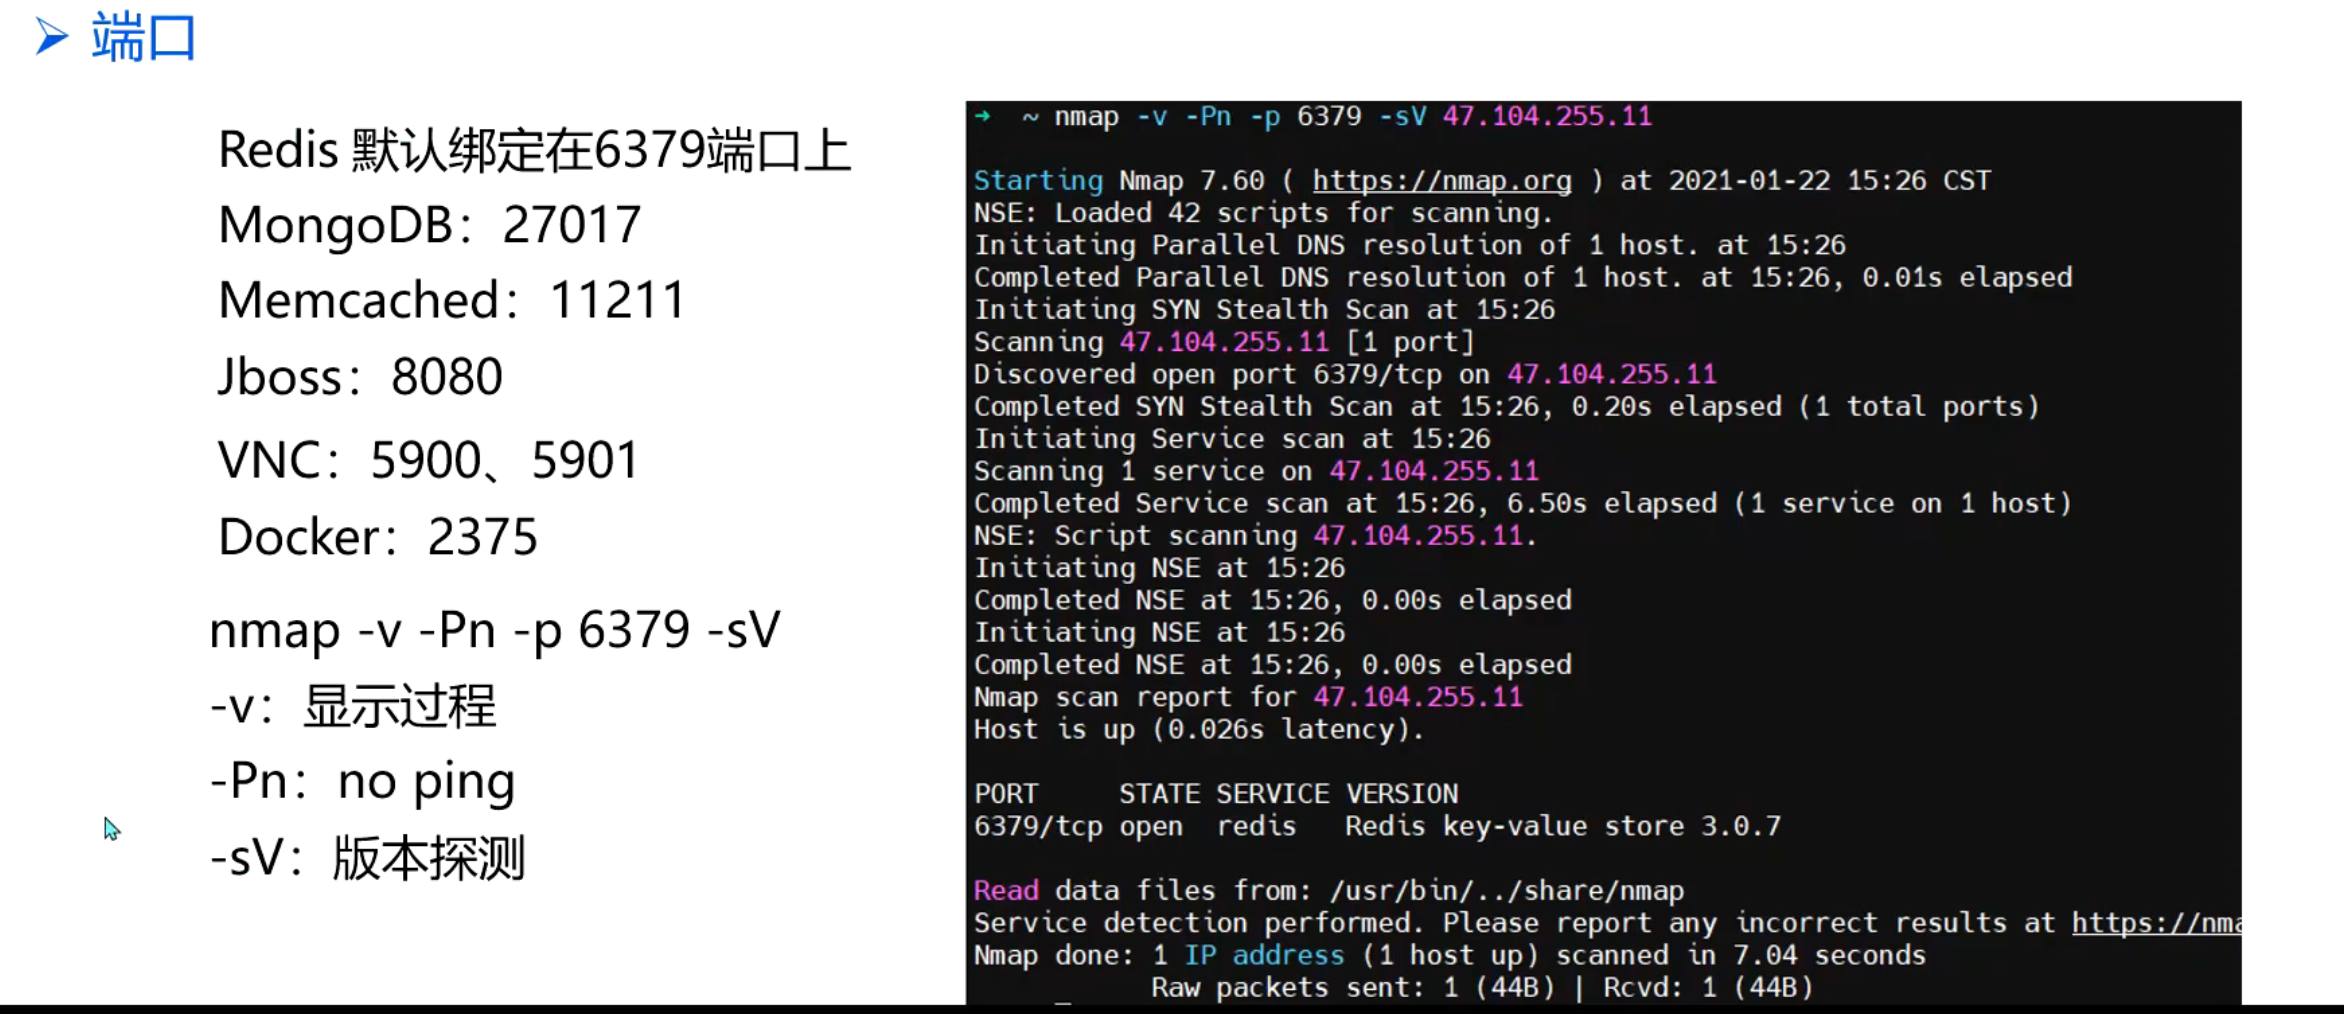 端口
Redis 默认绑定在6379端口上
MongoDB：27017
Memcached：11211
Jboss：8080
VNC：5900、5901
Docker：2375
nmap -v -Pn -p 6379 -sV
-v：显示过程
-Pn：no ping
-sV：版本探测
➜  ~ nmap -v -Pn -p 6379 -sV 47.104.255.11
Starting Nmap 7.60 ( https://nmap.org ) at 2021-01-22 15:26 CST
NSE: Loaded 42 scripts for scanning.
Initiating Parallel DNS resolution of 1 host. at 15:26
Completed Parallel DNS resolution of 1 host. at 15:26, 0.01s elapsed
Initiating SYN Stealth Scan at 15:26
Scanning 47.104.255.11 [1 port]
Discovered open port 6379/tcp on 47.104.255.11
Completed SYN Stealth Scan at 15:26, 0.20s elapsed (1 total ports)
Initiating Service scan at 15:26
Scanning 1 service on 47.104.255.11
Completed Service scan at 15:26, 6.50s elapsed (1 service on 1 host)
NSE: Script scanning 47.104.255.11.
Initiating NSE at 15:26
Completed NSE at 15:26, 0.00s elapsed
Initiating NSE at 15:26
Completed NSE at 15:26, 0.00s elapsed
Nmap scan report for 47.104.255.11
Host is up (0.026s latency).
PORT     STATE SERVICE VERSION
6379/tcp open  redis   Redis key-value store 3.0.7
Read data files from: /usr/bin/../share/nmap
Service detection performed. Please report any incorrect results at https://nma
Nmap done: 1 IP address (1 host up) scanned in 7.04 seconds
Raw packets sent: 1 (44B) | Rcvd: 1 (44B)